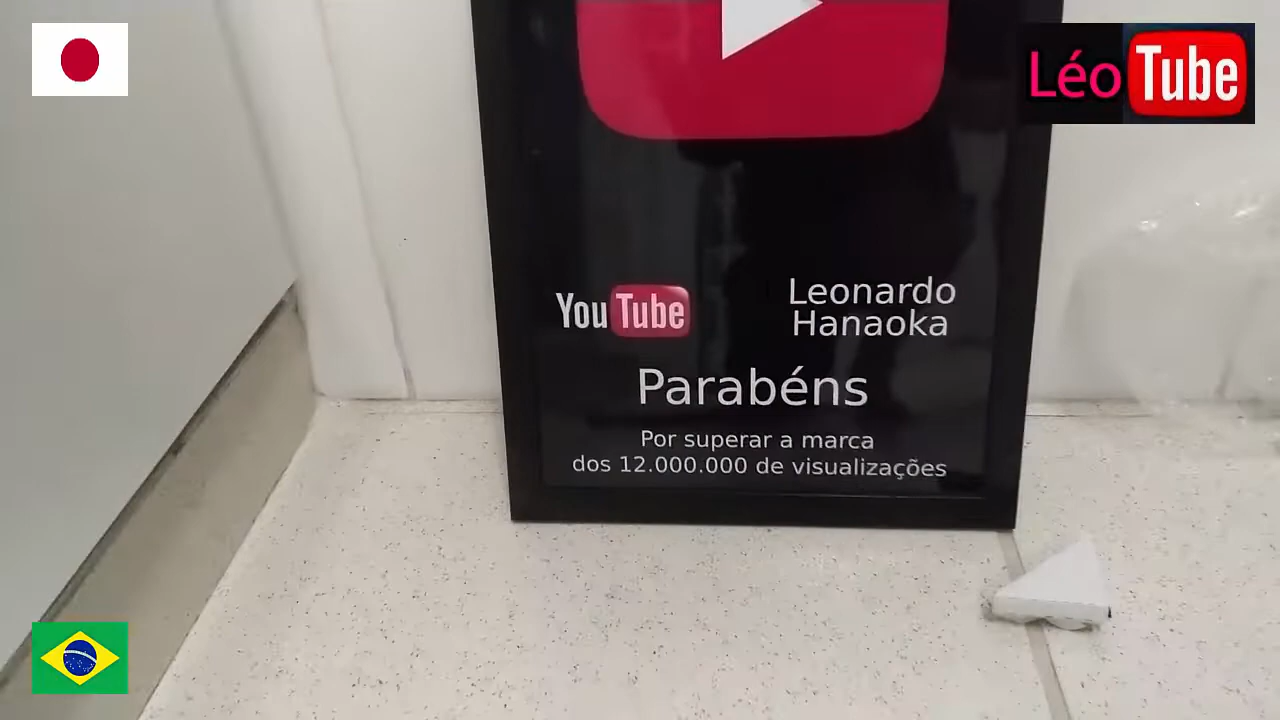 LéoTube
YouTube
Leonardo
Hanaoka
Parabéns
Por superar a marca
dos 12.000.000 de visualizações